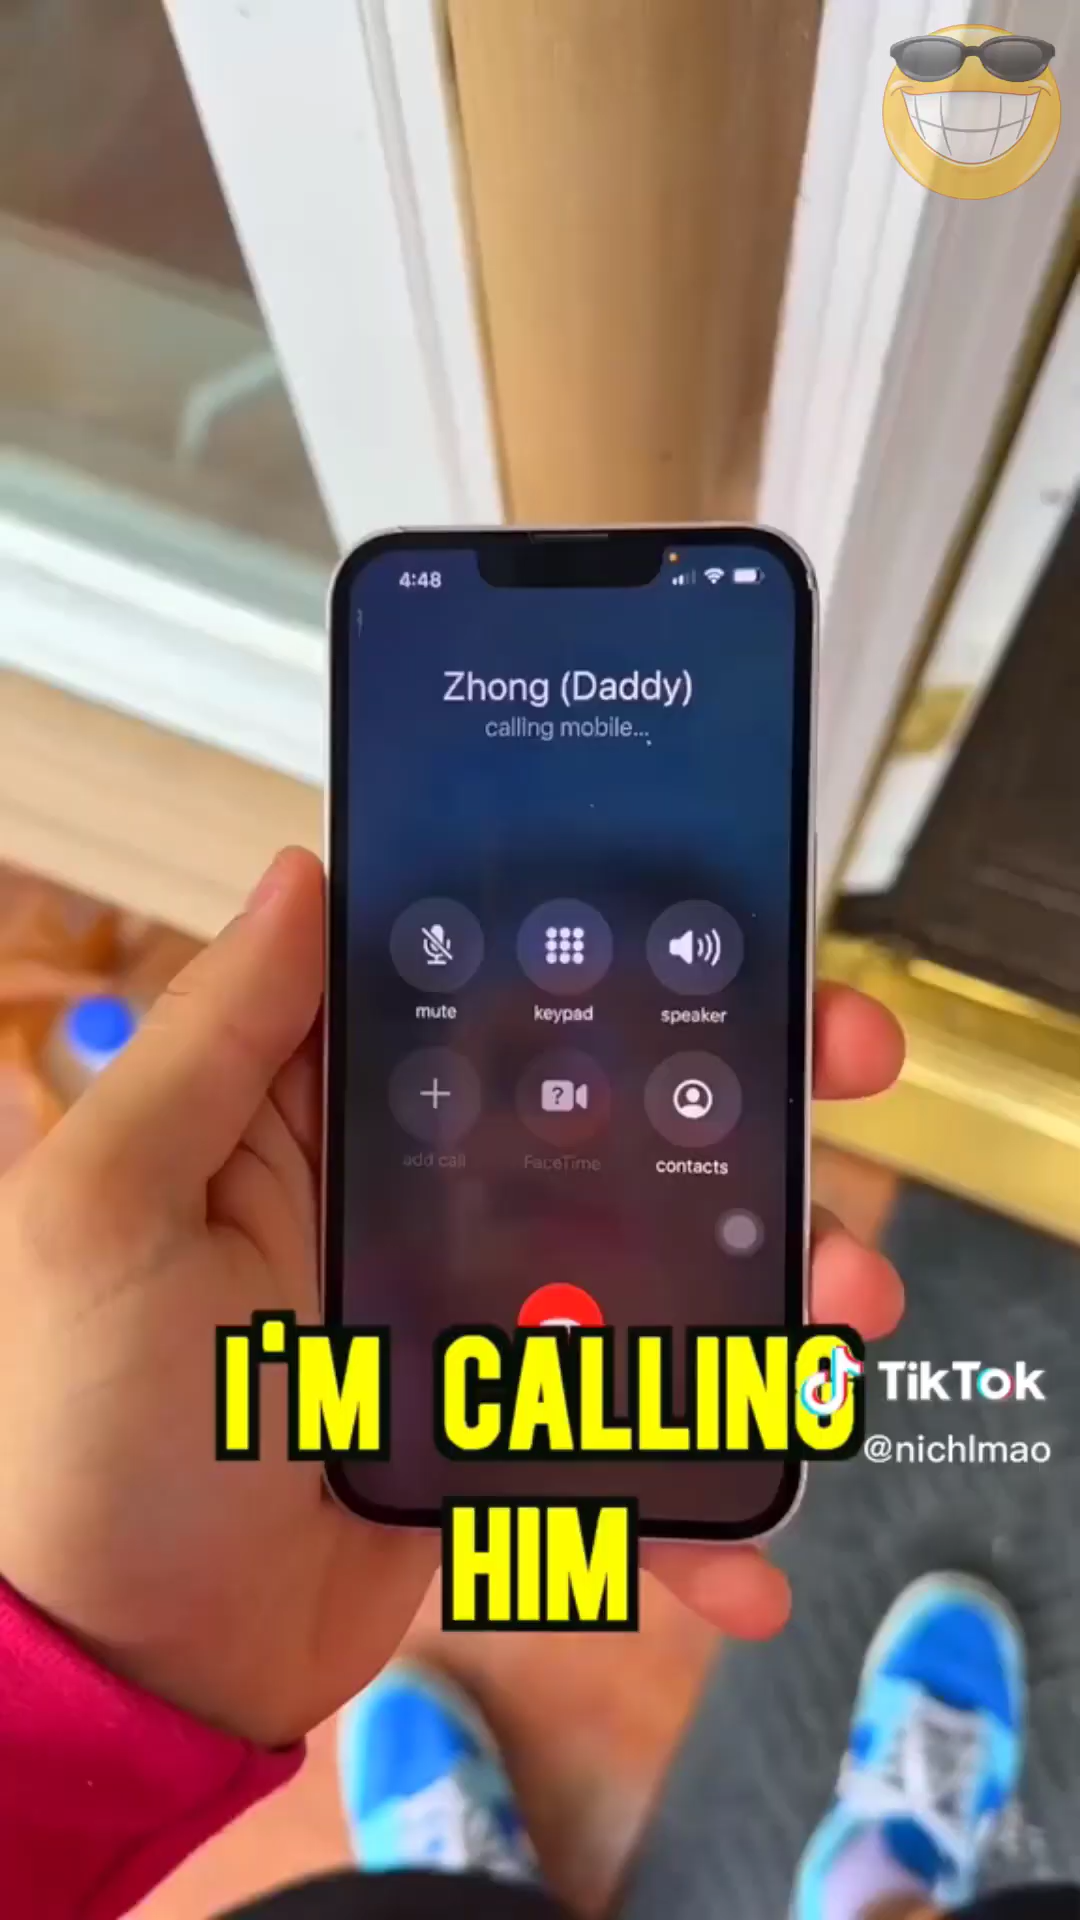 4:48
Zhong (Daddy)
calling mobile...
mute
keypad
speaker
?
add call
FaceTime
contacts
I'M CALLING
HIM
TikTok
@nichlmao